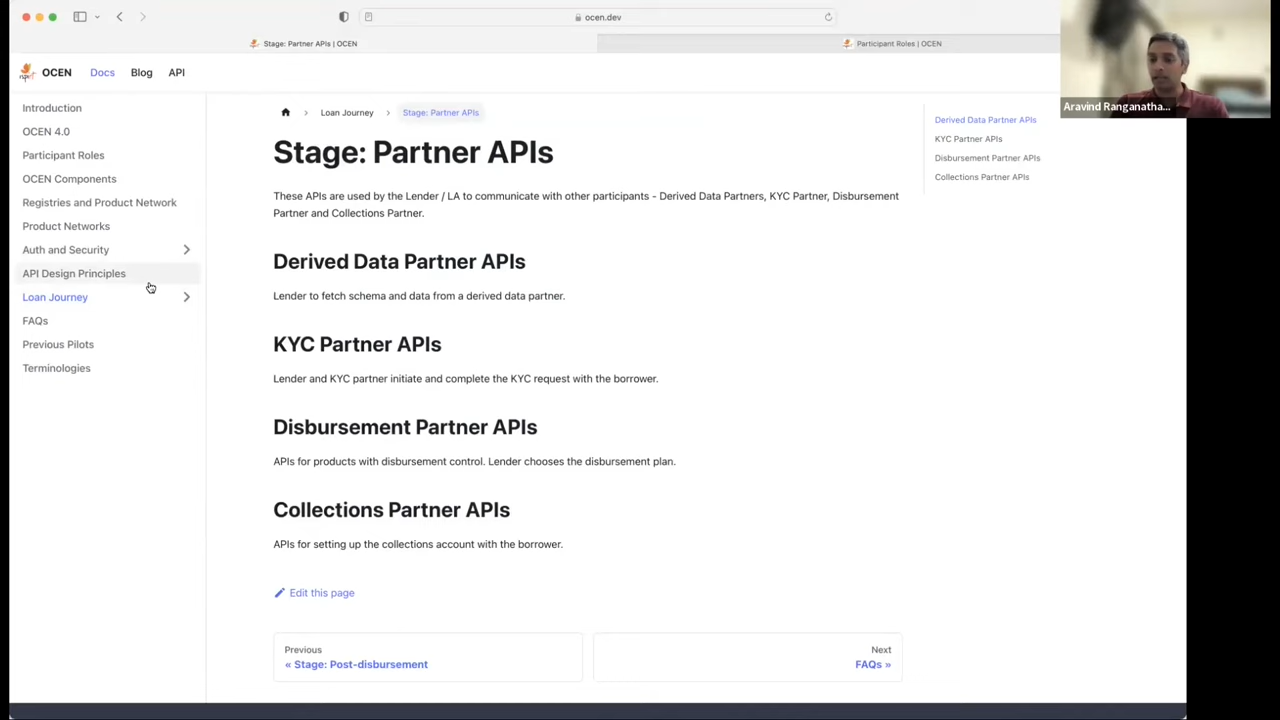 ocen.dev
Stage: Partner APIs | OCEN
Participant Roles | OCEN
Aravind Ranganatha...
OCEN
Docs
Blog
API
Introduction
OCEN 4.0
Participant Roles
OCEN Components
Registries and Product Network
Product Networks
Auth and Security
API Design Principles
Loan Journey
FAQs
Previous Pilots
Terminologies
Loan Journey
Stage: Partner APIs
Stage: Partner APIs
These APIs are used by the Lender / LA to communicate with other participants - Derived Data Partners, KYC Partner, Disbursement
Partner and Collections Partner.
Derived Data Partner APIs
Lender to fetch schema and data from a derived data partner.
KYC Partner APIs
Lender and KYC partner initiate and complete the KYC request with the borrower.
Disbursement Partner APIs
APIs for products with disbursement control. Lender chooses the disbursement plan.
Collections Partner APIs
APIs for setting up the collections account with the borrower.
Edit this page
Previous
« Stage: Post-disbursement
Next
FAQs »
Derived Data Partner APIs
KYC Partner APIs
Disbursement Partner APIs
Collections Partner APIs